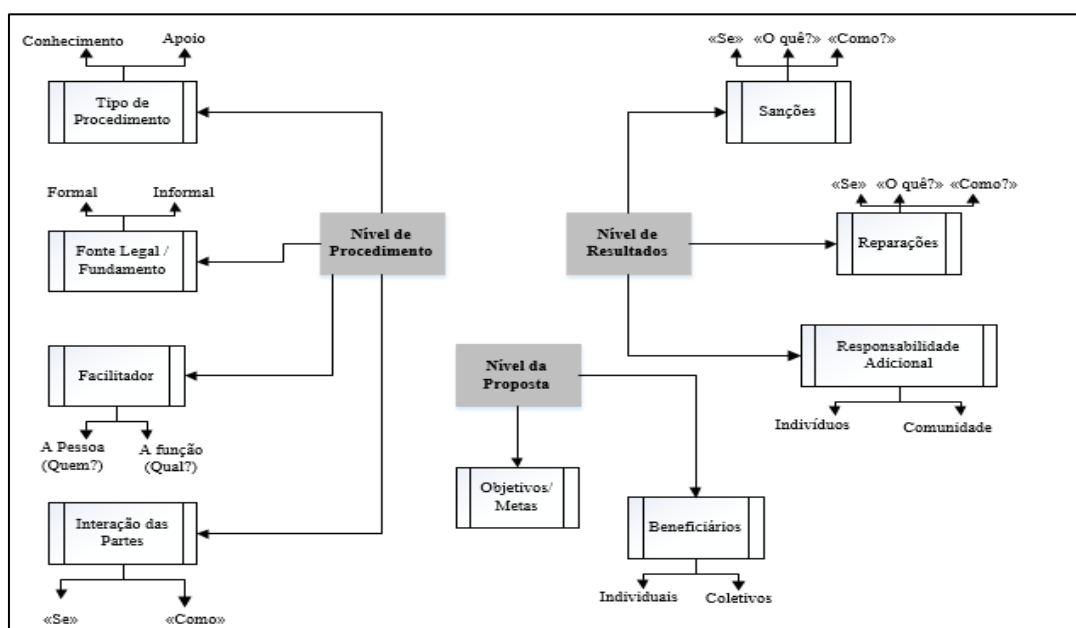 Conhecimento
Apoio
Tipo de
Procedimento
Formal
Informal
Fonte Legal /
Fundamento
Facilitador
A Pessoa
(Quem?)
A função
(Qual?)
Interação das
Partes
«Se»
«Como»
Nível de
Procedimento
«Se» «O quê?» «Como?»
Sanções
«Se» «O quê?» «Como?»
Reparações
Nível de
Resultados
Responsabilidade
Adicional
Indivíduos
Comunidade
Nível da
Proposta
Objetivos/
Metas
Beneficiários
Individuais
Coletivos